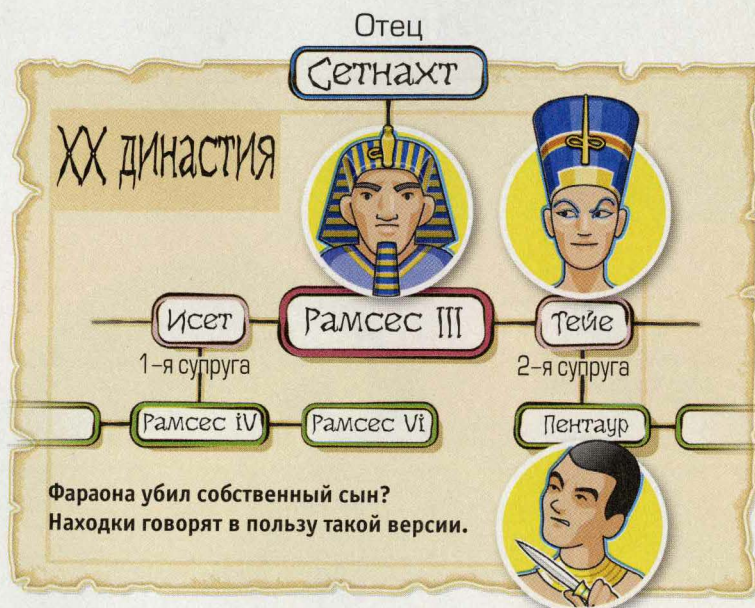 Отец
Сетнахт
XX династия
Исет
Рамсес III
Тейе
1-я супруга
2-я супруга
Рамсес iV
Рамсес Vi
Пентаур
Фараона убил собственный сын?
Находки говорят в пользу такой версии.